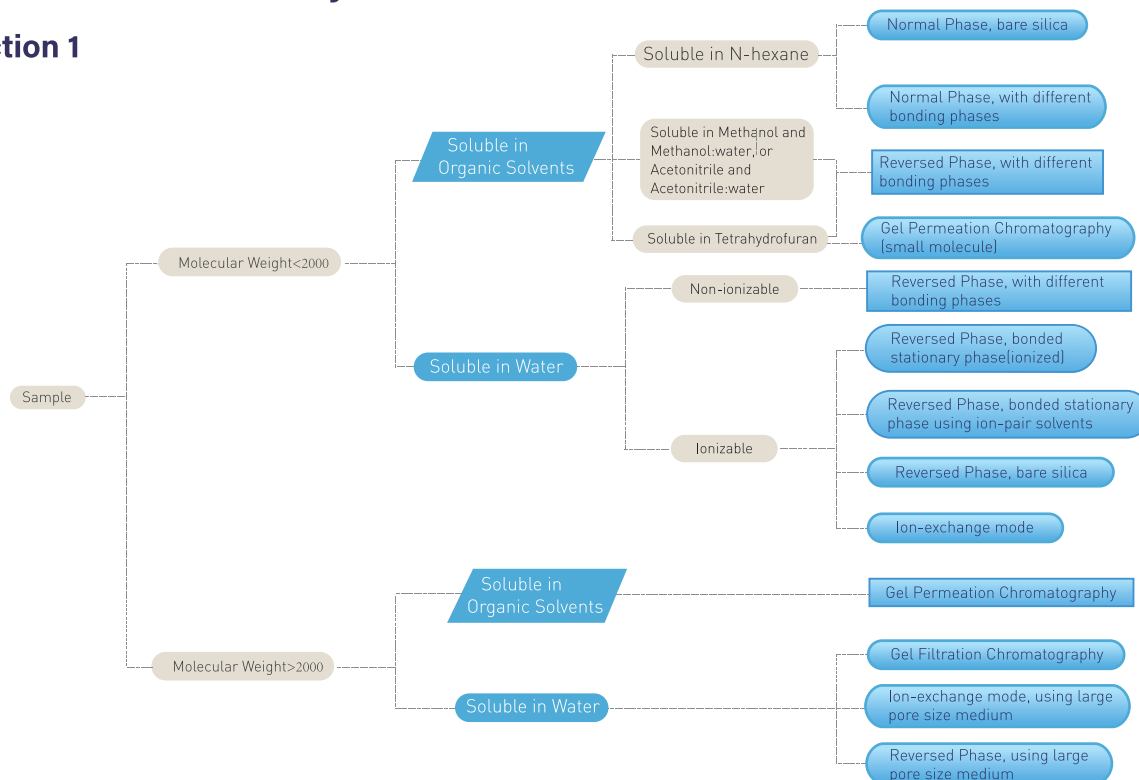 ction 1
Normal Phase, bare silica
Soluble in N-hexane
Normal Phase, with different
bonding phases
Soluble in
Organic Solvents
Soluble in Methanol and
Methanol:water, or
Acetonitrile and
Acetonitrile:water
Reversed Phase, with different
bonding phases
Soluble in Tetrahydrofuran
Gel Permeation Chromatography
(small molecule)
Molecular Weight<2000
Non-ionizable
Reversed Phase, with different
bonding phases
Soluble in Water
Reversed Phase, bonded
stationary phase(ionized)
Sample
Reversed Phase, bonded stationary
phase using ion-pair solvents
Ionizable
Reversed Phase, bare silica
Ion-exchange mode
Soluble in
Organic Solvents
Gel Permeation Chromatography
Molecular Weight>2000
Gel Filtration Chromatography
Soluble in Water
Ion-exchange mode, using large
pore size medium
Reversed Phase, using large
pore size medium